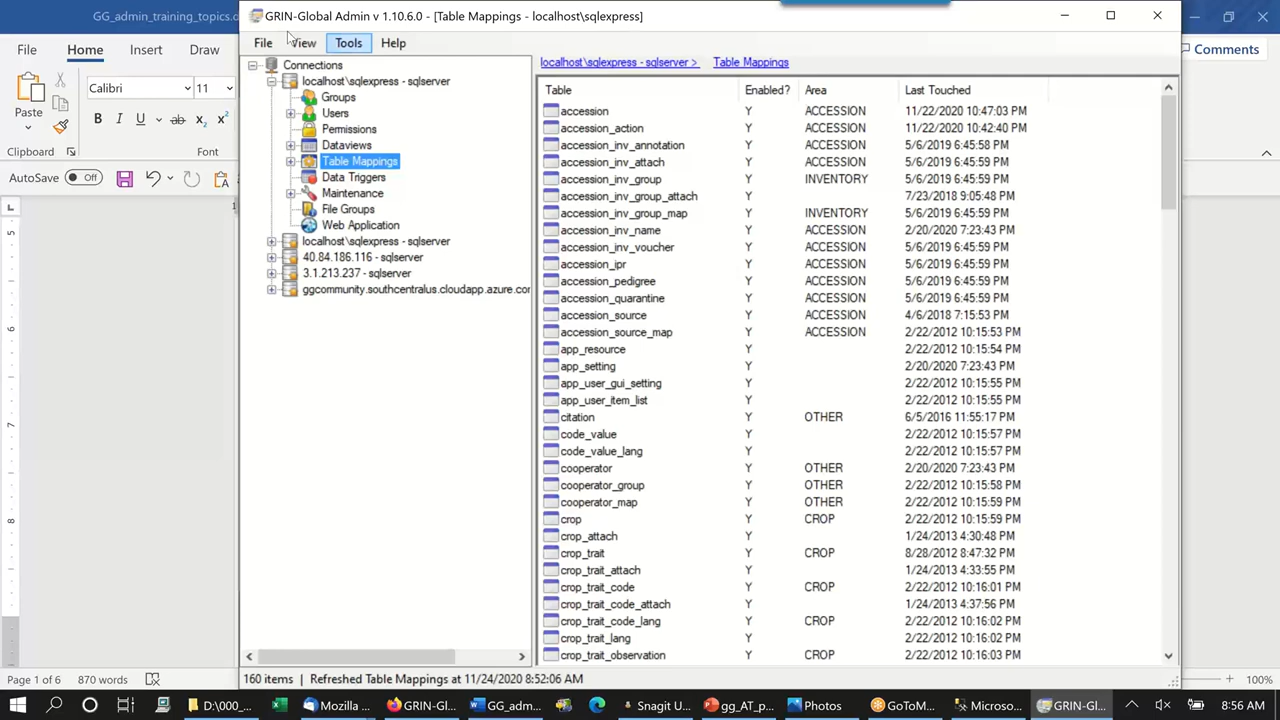 GG_admin_training_topics.d
GRIN-Global Admin v 1.10.6.0 - [Table Mappings - localhost\sqlexpress]
File Home Insert Draw
File View Tools Help
Comments
Paste
Calibri 11
B I U ab x₂ x²
Clipboard Font
AutoSave Off
Connections
localhost\sqlexpress - sqlserver
Groups
Users
Permissions
Dataviews
Table Mappings
Data Triggers
Maintenance
File Groups
Web Application
localhost\sqlexpress - sqlserver
40.84.186.116 - sqlserver
3.1.213.237 - sqlserver
ggcommunity.southcentralus.cloudapp.azure.cor
localhost\sqlexpress - sqlserver > Table Mappings
Table Enabled? Area Last Touched
accession Y ACCESSION 11/22/2020 10:47:03 PM
accession_action Y ACCESSION 11/22/2020 10:42:40 PM
accession_inv_annotation Y ACCESSION 5/6/2019 6:45:58 PM
accession_inv_attach Y ACCESSION 5/6/2019 6:45:59 PM
accession_inv_group Y INVENTORY 5/6/2019 6:45:59 PM
accession_inv_group_attach Y 7/23/2018 9:05:48 PM
accession_inv_group_map Y INVENTORY 5/6/2019 6:45:59 PM
accession_inv_name Y ACCESSION 2/20/2020 7:23:43 PM
accession_inv_voucher Y ACCESSION 5/6/2019 6:45:59 PM
accession_ipr Y ACCESSION 5/6/2019 6:45:59 PM
accession_pedigree Y ACCESSION 5/6/2019 6:45:59 PM
accession_quarantine Y ACCESSION 5/6/2019 6:45:59 PM
accession_source Y ACCESSION 4/6/2018 7:15:53 PM
accession_source_map Y ACCESSION 2/22/2012 10:15:53 PM
app_resource Y 2/22/2012 10:15:54 PM
app_setting Y 2/20/2020 7:23:43 PM
app_user_gui_setting Y 2/22/2012 10:15:55 PM
app_user_item_list Y 2/22/2012 10:15:55 PM
citation Y OTHER 6/5/2016 11:55:17 PM
code_value Y 2/22/2012 10:15:57 PM
code_value_lang Y 2/22/2012 10:15:57 PM
cooperator Y OTHER 2/20/2020 7:23:43 PM
cooperator_group Y OTHER 2/22/2012 10:15:58 PM
cooperator_map Y OTHER 2/22/2012 10:15:59 PM
crop Y CROP 2/22/2012 10:15:59 PM
crop_attach Y 1/24/2013 4:30:48 PM
crop_trait Y CROP 8/28/2012 8:47:32 PM
crop_trait_attach Y 1/24/2013 4:33:55 PM
crop_trait_code Y CROP 2/22/2012 10:16:01 PM
crop_trait_code_attach Y 1/24/2013 4:37:56 PM
crop_trait_code_lang Y CROP 2/22/2012 10:16:02 PM
crop_trait_lang Y 2/22/2012 10:16:02 PM
crop_trait_observation Y CROP 2/22/2012 10:16:03 PM
5
6
7
8
160 items Refreshed Table Mappings at 11/24/2020 8:52:06 AM
Page 1 of 6 870 words 100%
D:\000_... Mozilla ... GRIN-Gl... GG_adm... Snagit U... gg_AT_p... Photos GoToM... Microso... GRIN-Gl... 8:56 AM